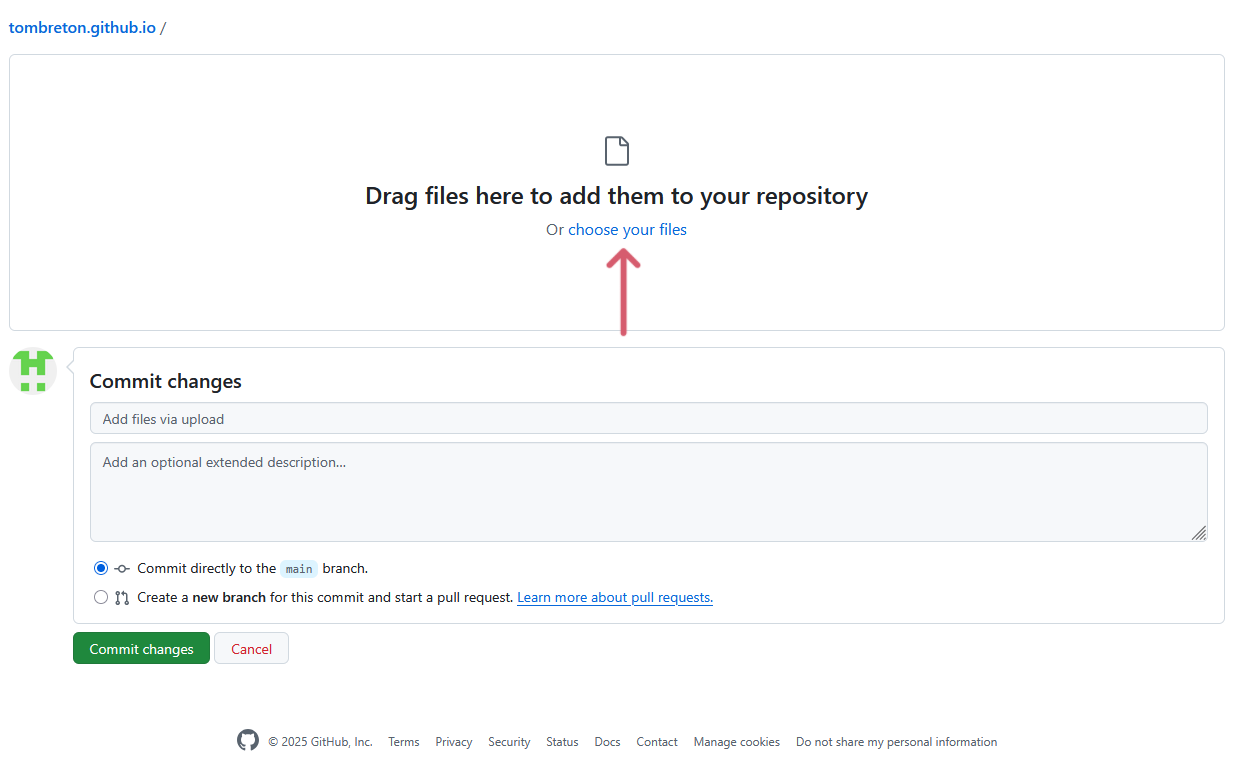 tombreton.github.io /
Drag files here to add them to your repository
Or choose your files
Commit changes
Add files via upload
Add an optional extended description...
Commit directly to the main branch.
Create a new branch for this commit and start a pull request. Learn more about pull requests.
Commit changes Cancel
© 2025 GitHub, Inc. Terms Privacy Security Status Docs Contact Manage cookies Do not share my personal information